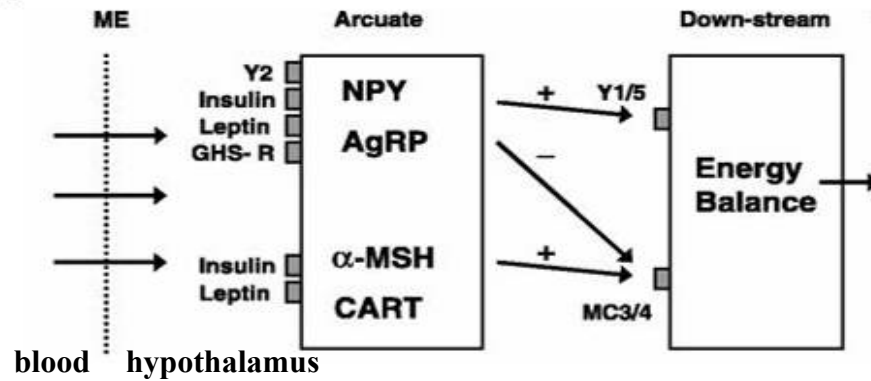 ME
Arcuate
Down-stream
Y2
Insulin
Leptin
GHS- R
NPY
AgRP
+
Y1/5
–
Energy
Balance
Insulin
Leptin
α-MSH
CART
+
MC3/4
blood hypothalamus